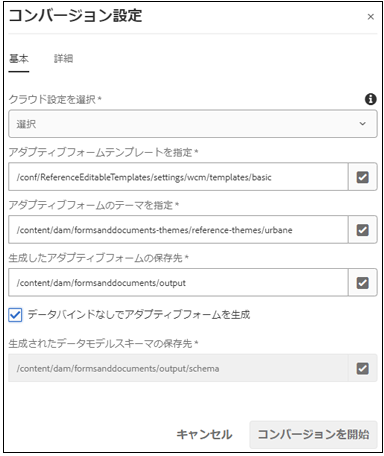 コンバージョン設定
基本 詳細
クラウド設定を選択 *
選択
アダプティブフォームテンプレートを指定 *
/conf/ReferenceEditableTemplates/settings/wcm/templates/basic
アダプティブフォームのテーマを指定 *
/content/dam/formsanddocuments-themes/reference-themes/urbane
生成したアダプティブフォームの保存先 *
/content/dam/formsanddocuments/output
データバインドなしでアダプティブフォームを生成
生成されたデータモデルスキーマの保存先 *
/content/dam/formsanddocuments/output/schema
キャンセル コンバージョンを開始